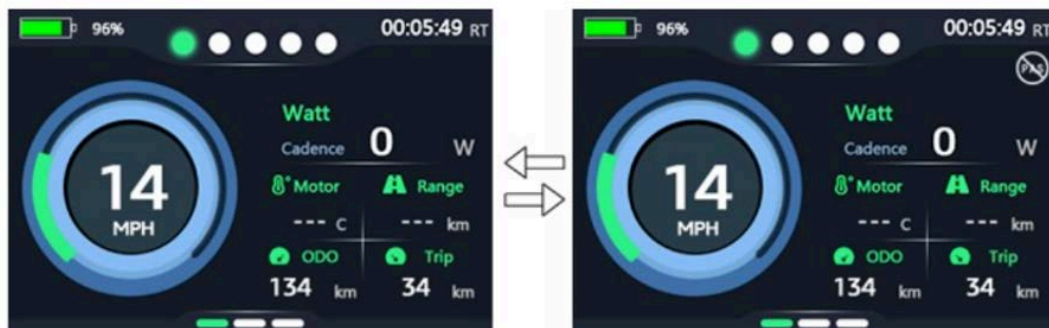 96%
00:05:49 RT
Watt
Cadence 0 W
14
MPH
Motor Range
--- C --- km
ODO Trip
134 km 34 km
96%
00:05:49 RT
PAS
Watt
Cadence 0 W
14
MPH
Motor Range
--- C --- km
ODO Trip
134 km 34 km